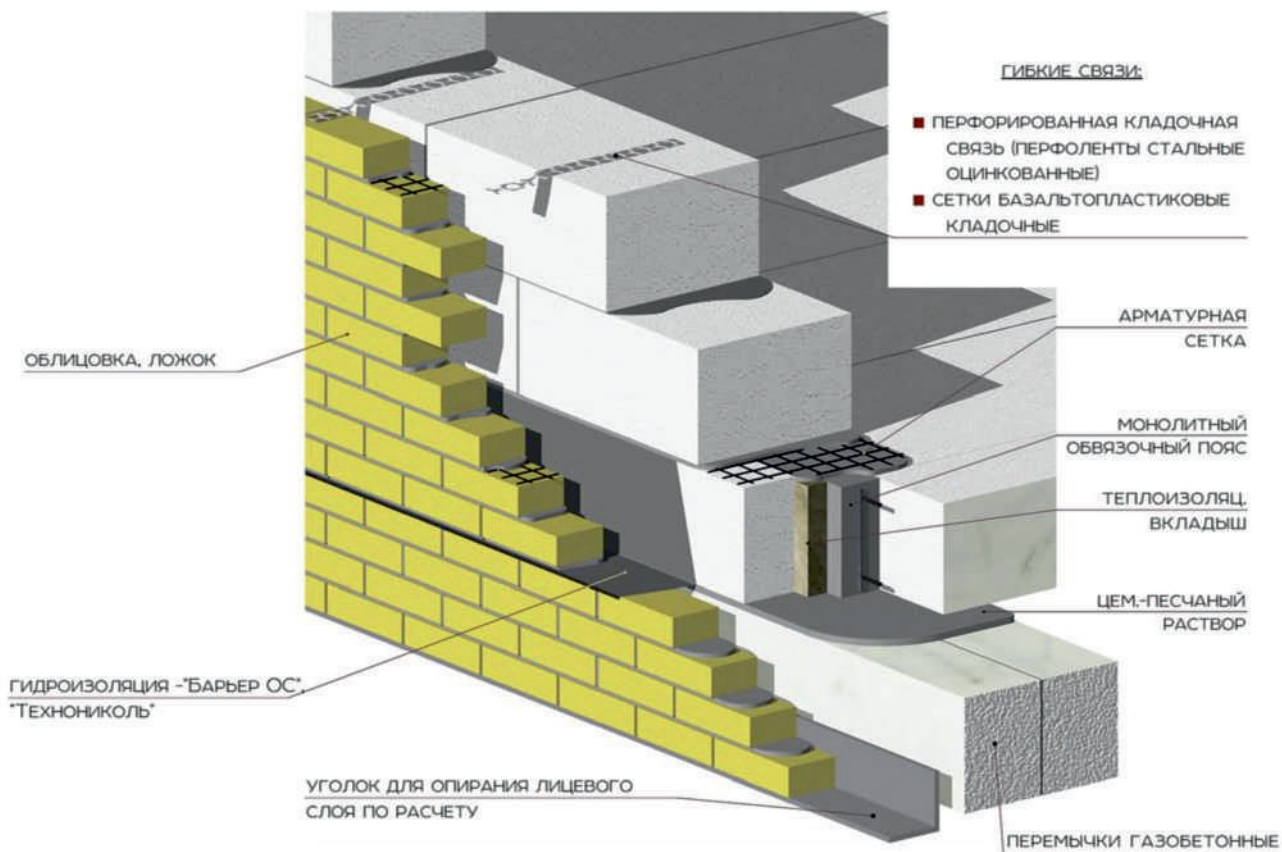 ГИБКИЕ СВЯЗИ:
ПЕРФОРИРОВАННАЯ КЛАДОЧНАЯ
СВЯЗЬ (ПЕРФОЛЕНТЫ СТАЛЬНЫЕ
ОЦИНКОВАННЫЕ)
СЕТКИ БАЗАЛЬТОПЛАСТИКОВЫЕ
КЛАДОЧНЫЕ
АРМАТУРНАЯ
СЕТКА
ОБЛИЦОВКА, ЛОЖОК
МОНОЛИТНЫЙ
ОБВЯЗОЧНЫЙ ПОЯС
ТЕПЛОИЗОЛЯЦ.
ВКЛАДЫШ
ЦЕМ.-ПЕСЧАНЫЙ
РАСТВОР
ГИДРОИЗОЛЯЦИЯ -"БАРЬЕР ОС",
"ТЕХНОНИКОЛЬ"
УГОЛОК ДЛЯ ОПИРАНИЯ ЛИЦЕВОГО
СЛОЯ ПО РАСЧЕТУ
ПЕРЕМЫЧКИ ГАЗОБЕТОННЫЕ